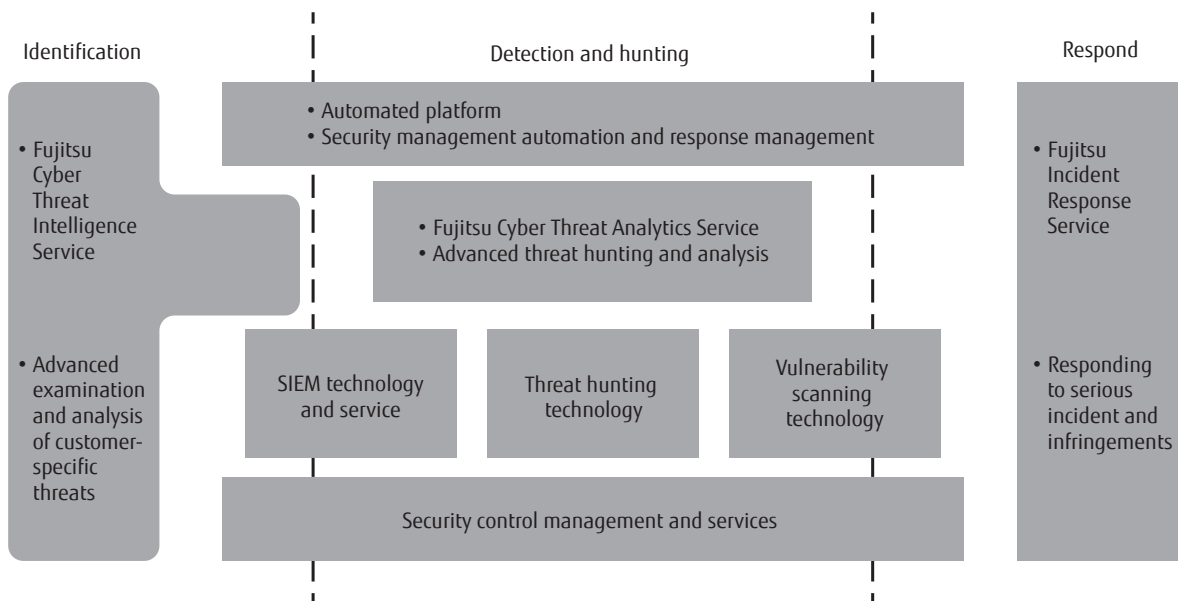 Identification
Detection and hunting
Respond
• Fujitsu
Cyber
Threat
Intelligence
Service
• Advanced
examination
and analysis
of customer-
specific
threats
• Automated platform
• Security management automation and response management
• Fujitsu Cyber Threat Analytics Service
• Advanced threat hunting and analysis
SIEM technology
and service
Threat hunting
technology
Vulnerability
scanning
technology
Security control management and services
• Fujitsu
Incident
Response
Service
• Responding
to serious
incident and
infringements